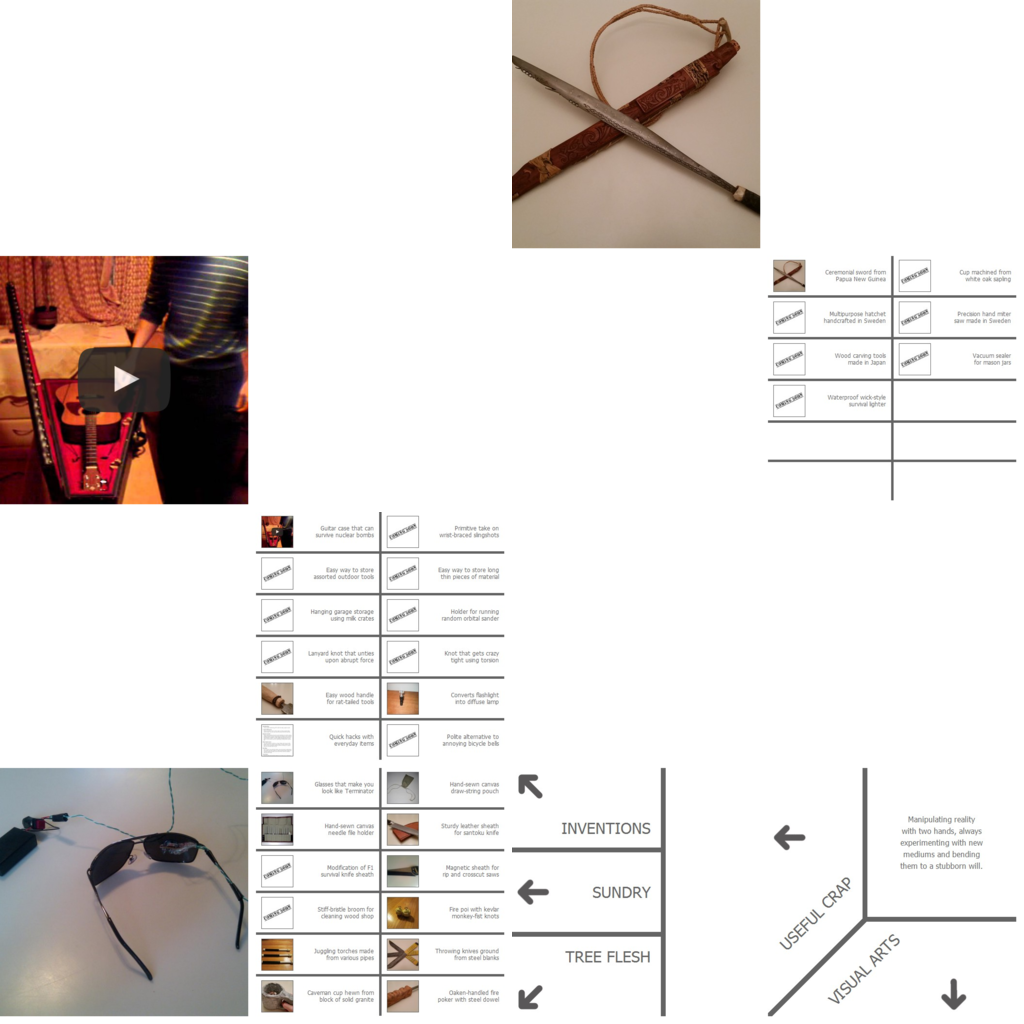 Ceremonial sword from
Papua New Guinea
Cup machined from
white oak sapling
Multipurpose hatchet
handcrafted in Sweden
Precision hand miter
saw made in Sweden
Wood carving tools
made in Japan
Vacuum sealer
for mason jars
Waterproof wick-style
survival lighter
Guitar case that can
survive nuclear bombs
Primitive take on
wrist-braced slingshots
Easy way to store
assorted outdoor tools
Easy way to store long
thin pieces of material
Hanging garage storage
using milk crates
Holder for running
random orbital sander
Lanyard knot that unties
upon abrupt force
Knot that gets crazy
tight using torsion
Easy wood handle
for rat-tailed tools
Converts flashlight
into diffuse lamp
Quick hacks with
everyday items
Polite alternative to
annoying bicycle bells
Glasses that make you
look like Terminator
Hand-sewn canvas
draw-string pouch
Hand-sewn canvas
needle file holder
Sturdy leather sheath
for santoku knife
Modification of F1
survival knife sheath
Magnetic sheath for
rip and crosscut saws
Stiff-bristle broom for
cleaning wood shop
Fire poi with kevlar
monkey-fist knots
Juggling torches made
from various pipes
Throwing knives ground
from steel blanks
Caveman cup hewn from
block of solid granite
Oaken-handled fire
poker with steel dowel
INVENTIONS
SUNDRY
TREE FLESH
USEFUL CRAP
VISUAL ARTS
Manipulating reality
with two hands, always
experimenting with new
mediums and bending
them to a stubborn will.